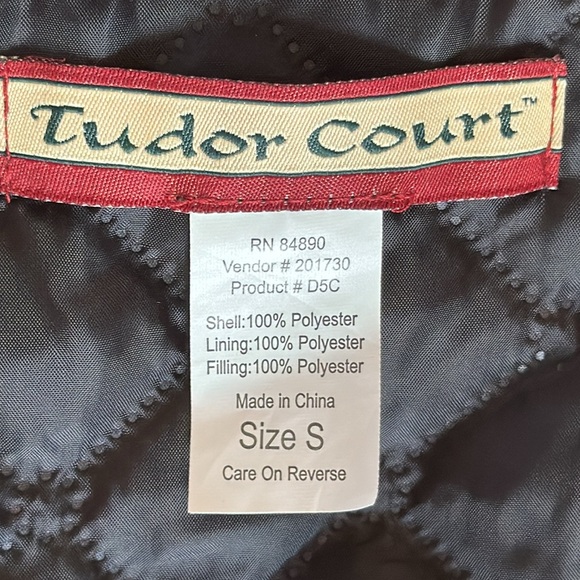 Tudor Court™
RN 84890
Vendor # 201730
Product # D5C
Shell:100% Polyester
Lining:100% Polyester
Filling:100% Polyester
Made in China
Size S
Care On Reverse